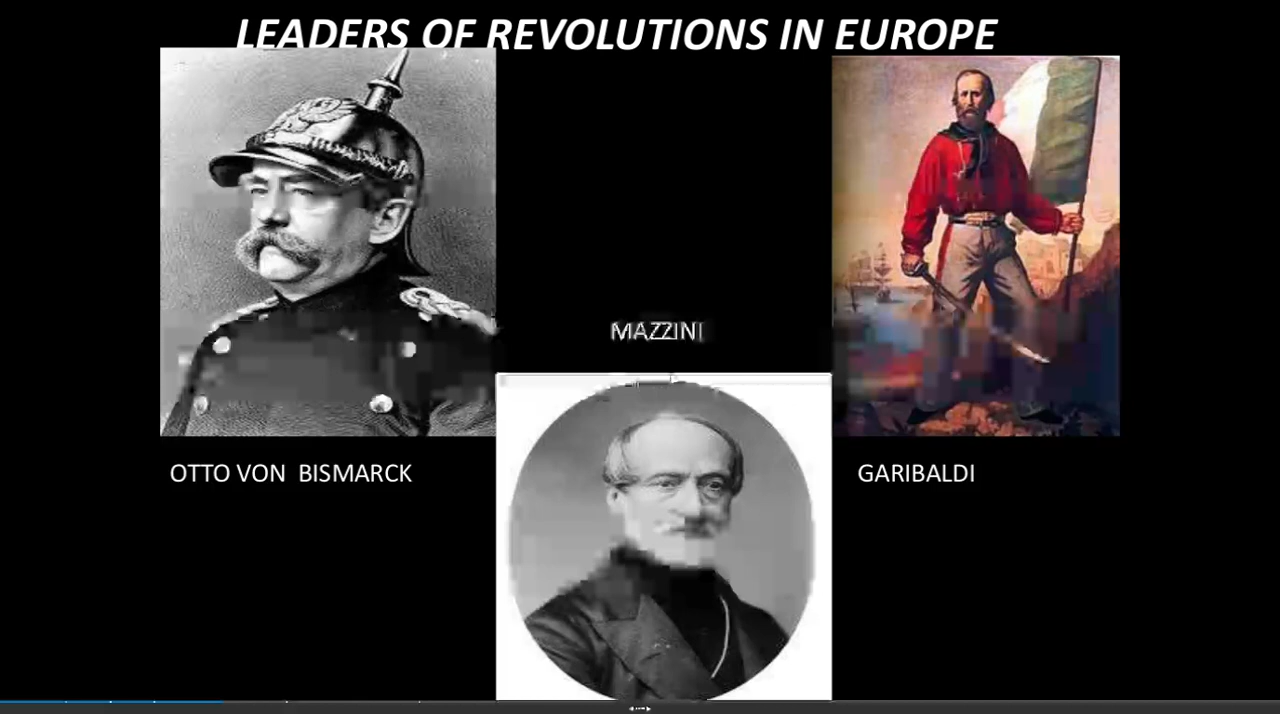 LEADERS OF REVOLUTIONS IN EUROPE
MAZZINI
OTTO VON BISMARCK
GARIBALDI